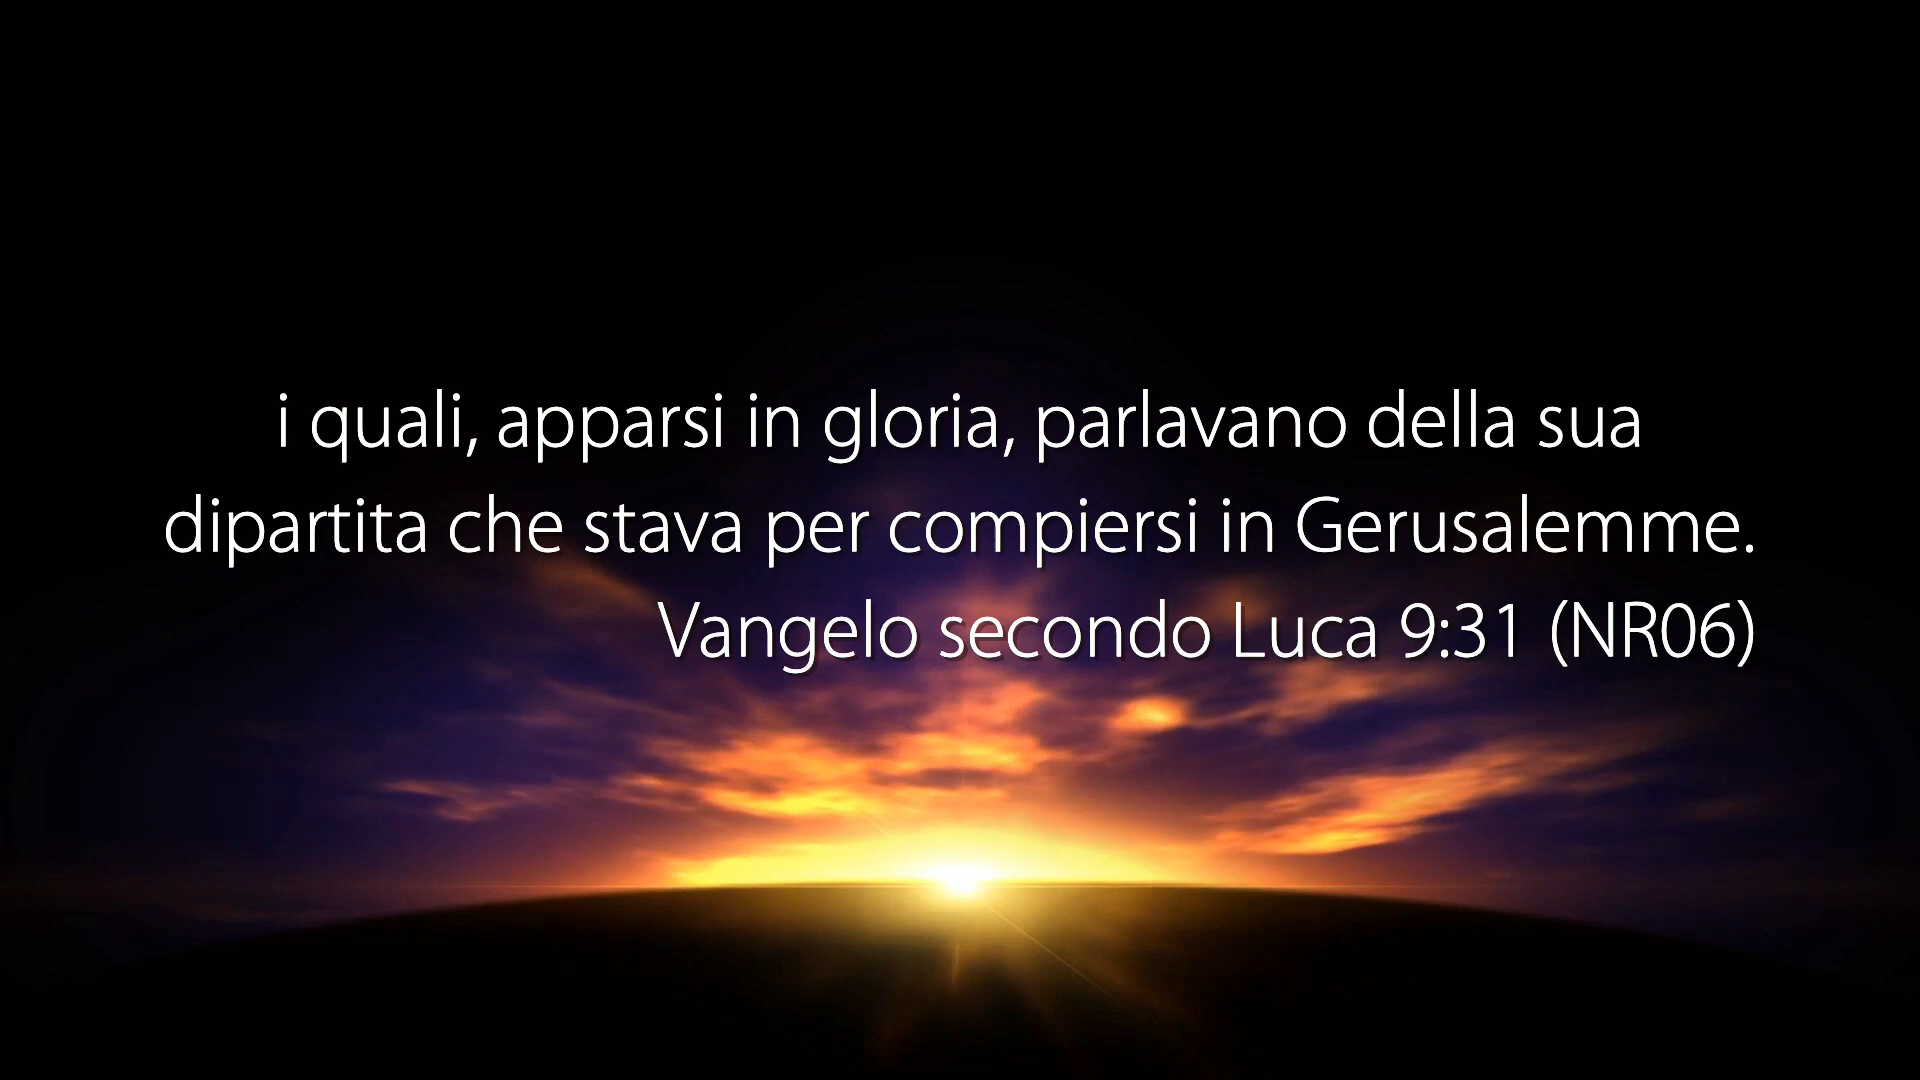 i quali, apparsi in gloria, parlavano della sua
dipartita che stava per compiersi in Gerusalemme.
Vangelo secondo Luca 9:31 (NR06)